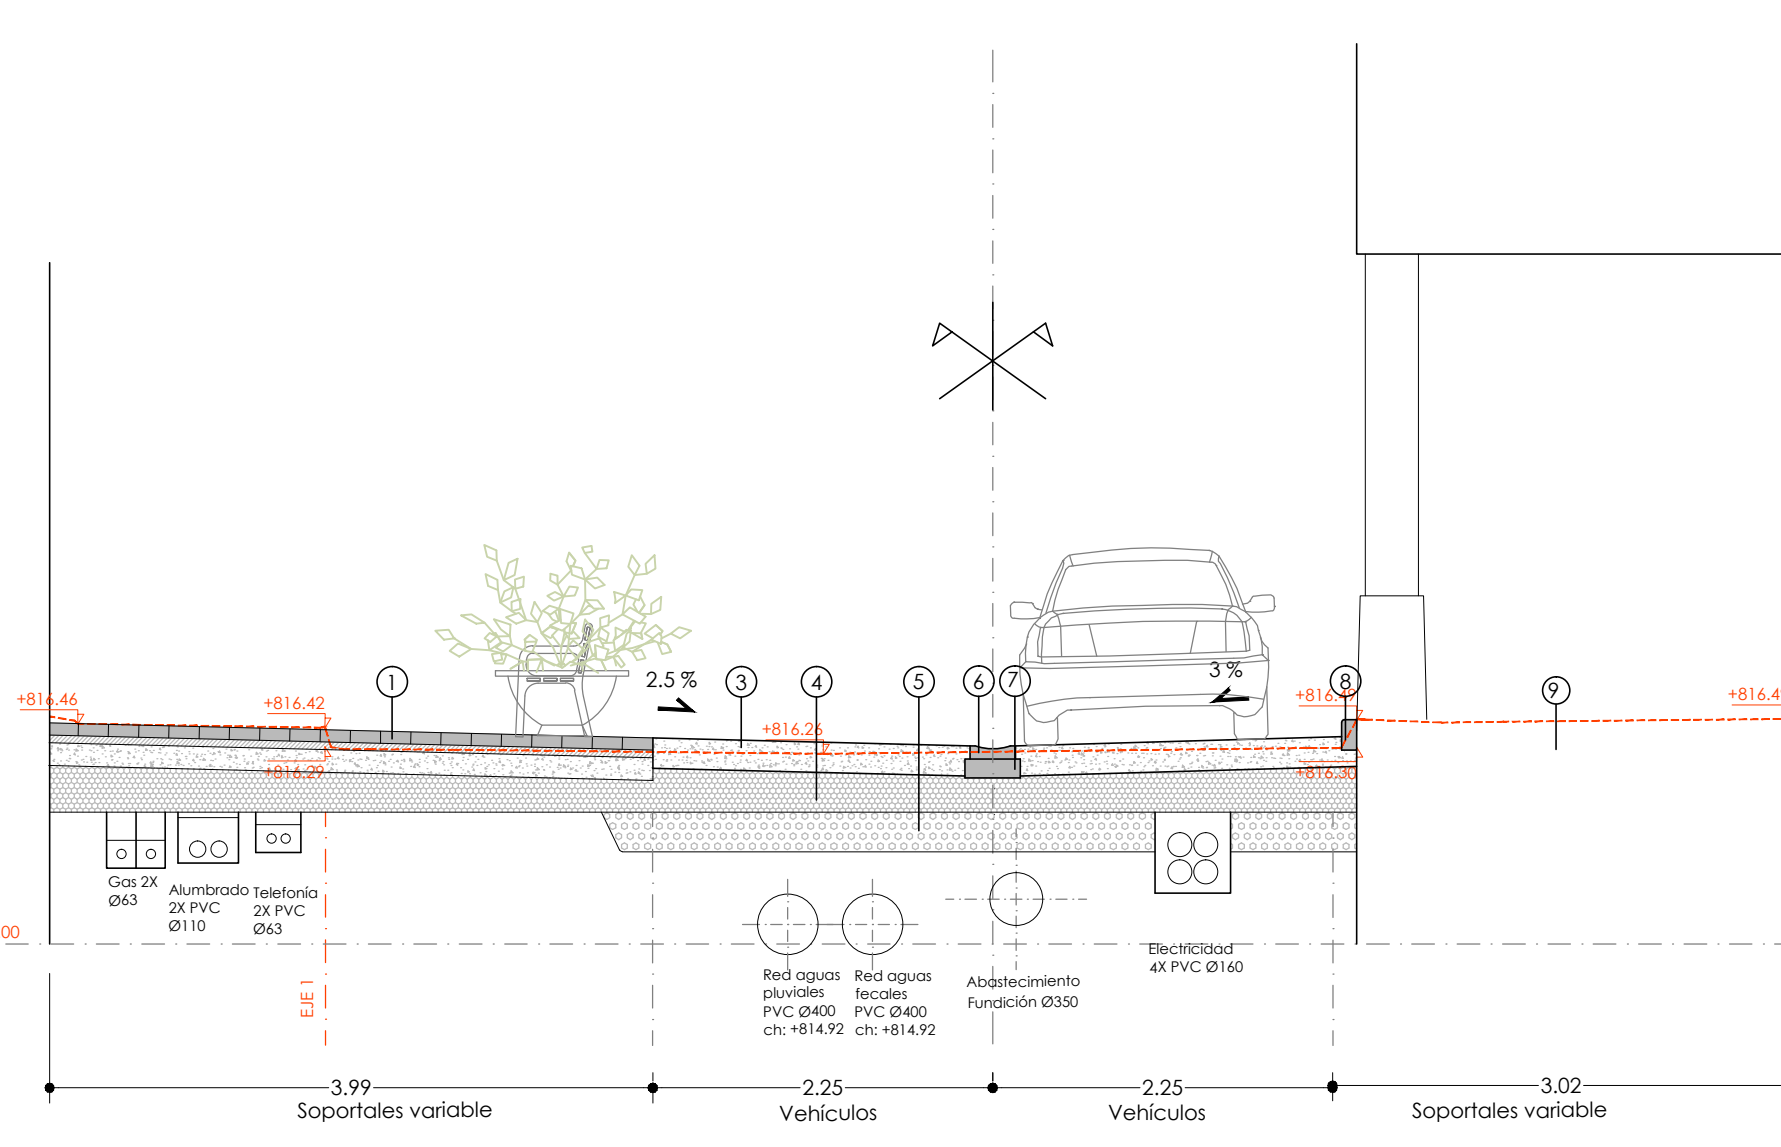 1
2.5 %
3
4
5
6
7
3 %
8
9
+816.46
+816.42
+816.26
+816.29
+816.30
Gas 2X
Ø63
Alumbrado
2X PVC
Ø110
Telefonía
2X PVC
Ø63
00
EJE 1
Red aguas
pluviales
PVC Ø400
ch: +814.92
Red aguas
fecales
PVC Ø400
ch: +814.92
Abastecimiento
Fundición Ø350
Electricidad
4X PVC Ø160
3.99
Soportales variable
2.25
Vehículos
2.25
Vehículos
3.02
Soportales variable